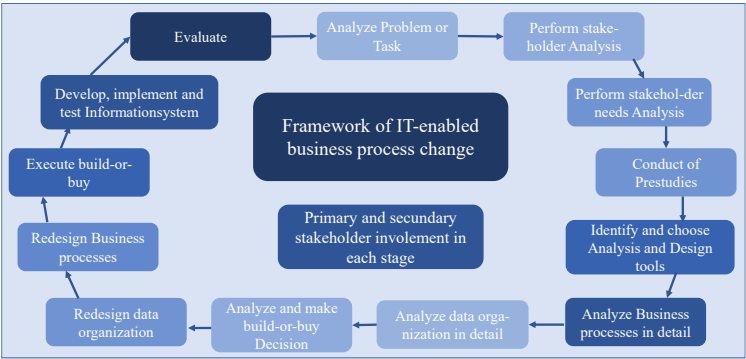 Evaluate
Analyze Problem or
Task
Perform stake-
holder Analysis
Perform stakehol-der
needs Analysis
Conduct of
Prestudies
Identify and choose
Analysis and Design
tools
Analyze Business
processes in detail
Analyze data orga-
nization in detail
Analyze and make
build-or-buy
Decision
Redesign data
organization
Redesign Business
processes
Execute build-or-
buy
Develop, implement and
test Informationsystem
Framework of IT-enabled
business process change
Primary and secundary
stakeholder involement in
each stage